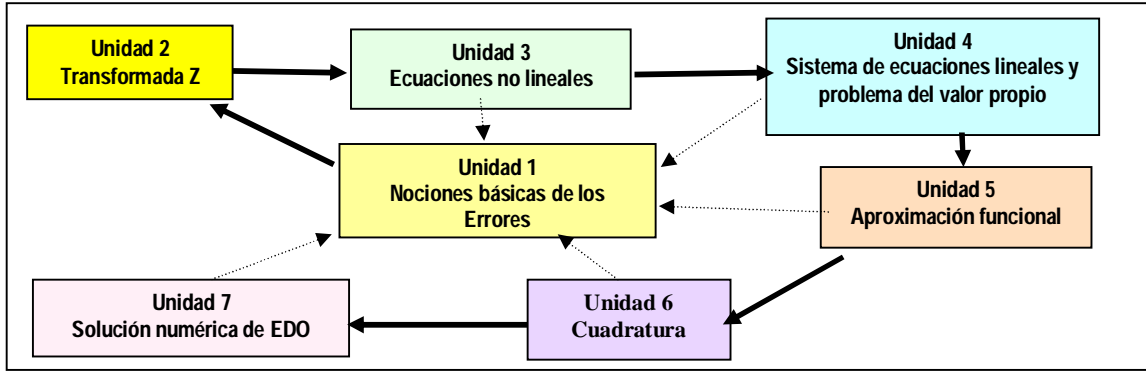 Unidad 2
Transformada Z
Unidad 3
Ecuaciones no lineales
Unidad 4
Sistema de ecuaciones lineales y
problema del valor propio
Unidad 1
Nociones básicas de los
Errores
Unidad 5
Aproximación funcional
Unidad 7
Solución numérica de EDO
Unidad 6
Cuadratura